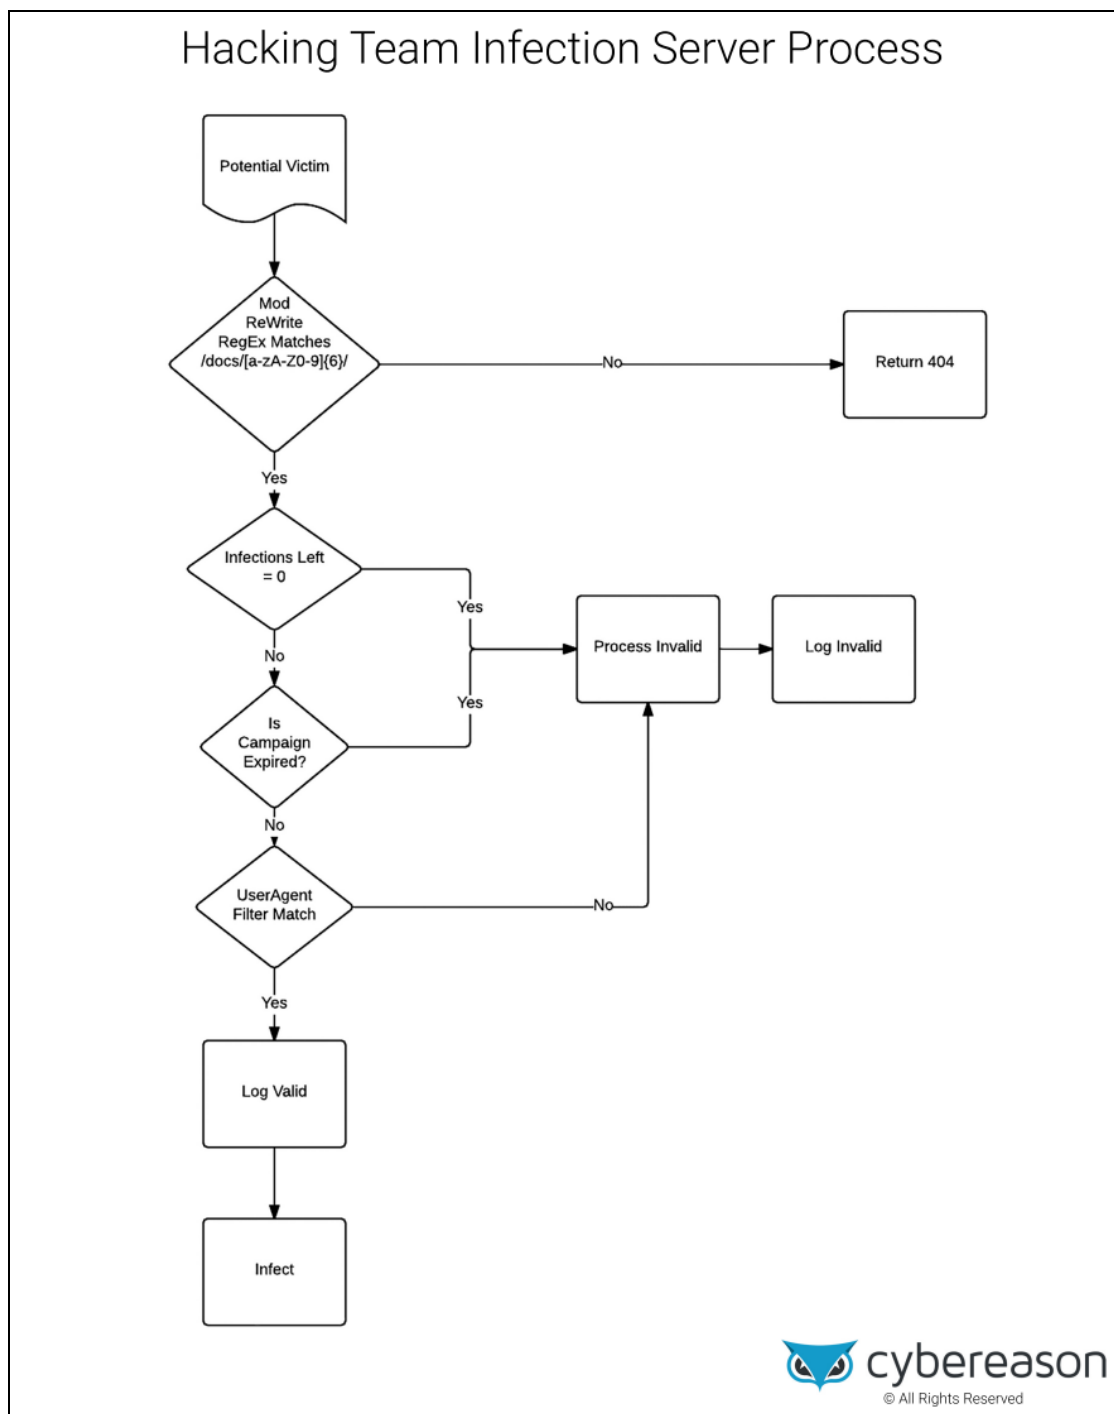 Hacking Team Infection Server Process
Potential Victim
Mod
ReWrite
RegEx Matches
/docs/[a-zA-Z0-9]{6}/
No
Return 404
Yes
Infections Left
= 0
Yes
Process Invalid
Log Invalid
No
Yes
Is
Campaign
Expired?
No
UserAgent
Filter Match
No
Yes
Log Valid
Infect
cybereason
© All Rights Reserved